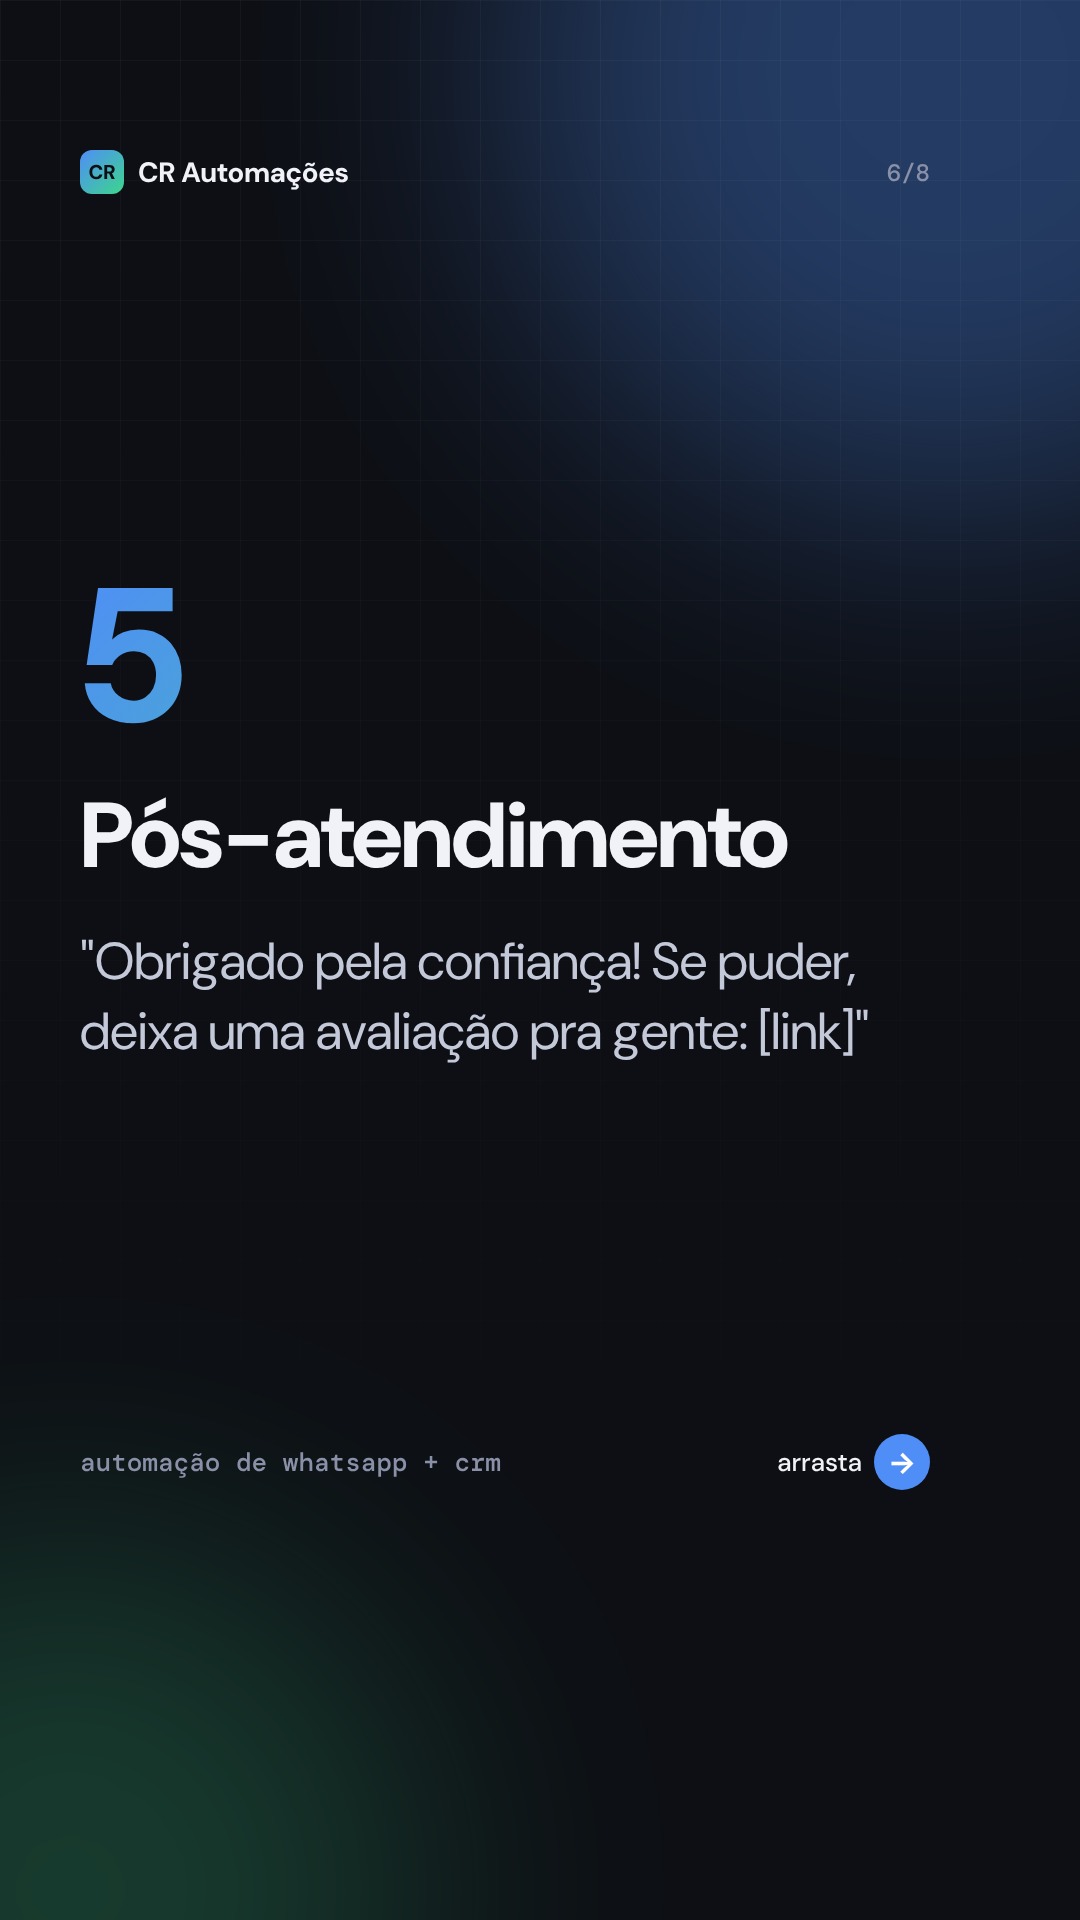 CR CR Automações
6/8
5
Pós-atendimento
"Obrigado pela confiança! Se puder,
deixa uma avaliação pra gente: [link]"
automação de whatsapp + crm
arrasta →